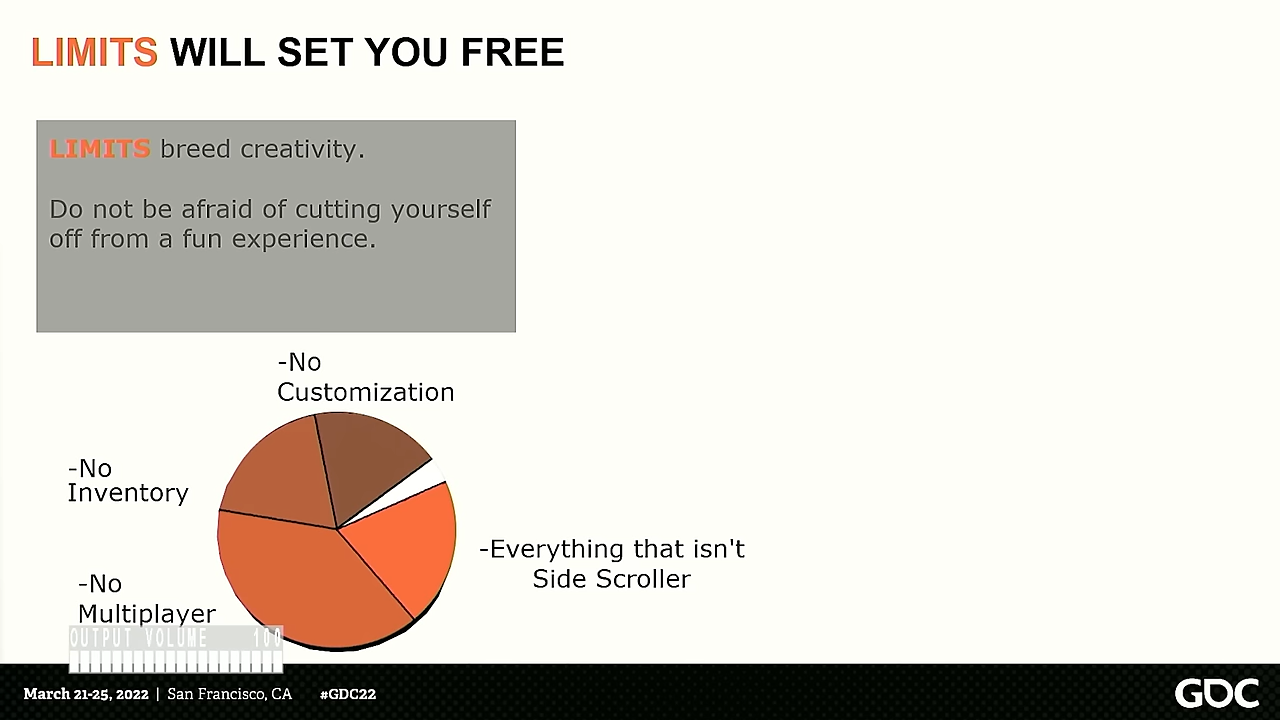 LIMITS WILL SET YOU FREE
LIMITS breed creativity.
Do not be afraid of cutting yourself
off from a fun experience.
-No
Customization
-No
Inventory
-Everything that isn't
Side Scroller
-No
Multiplayer
OUTPUT VOLUME 100
March 21-25, 2022 | San Francisco, CA #GDC22
GDC